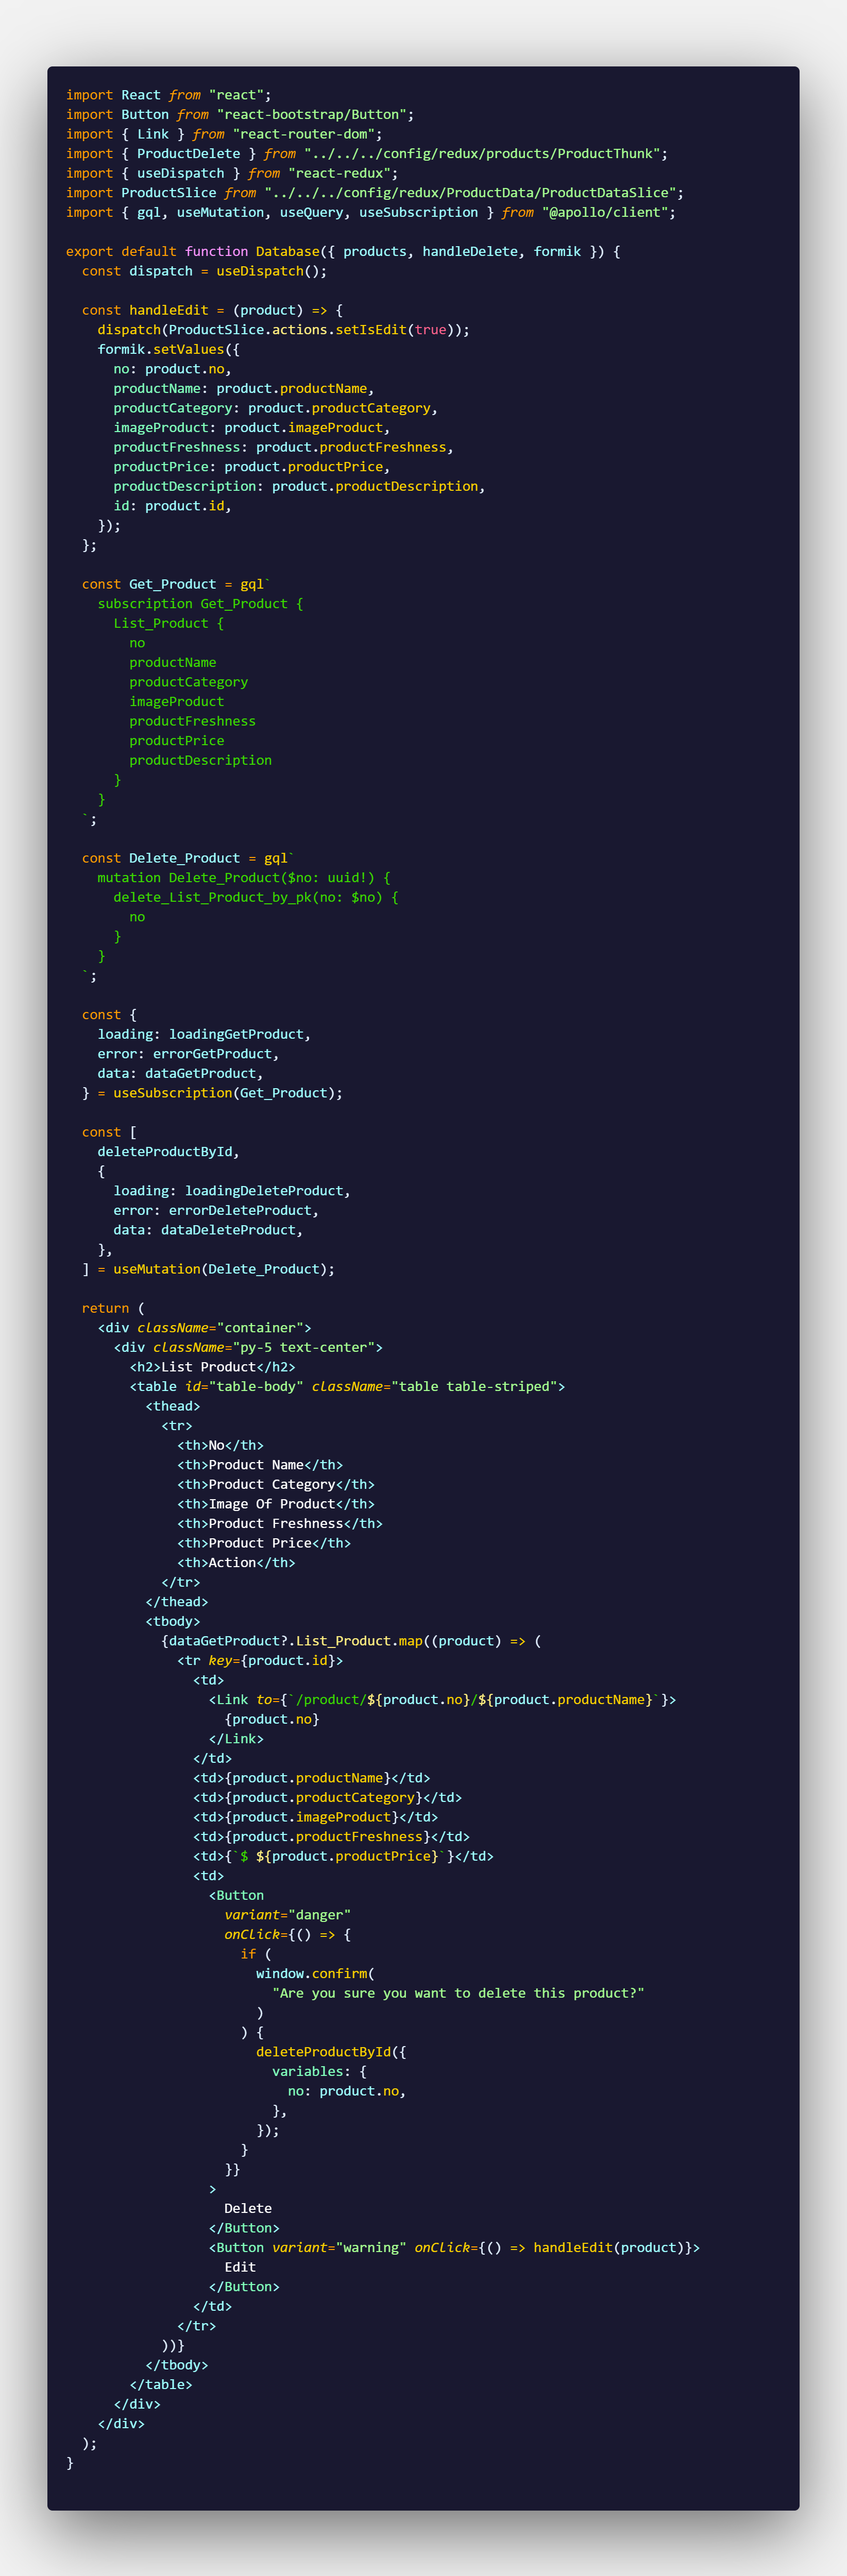 import React from "react";
import Button from "react-bootstrap/Button";
import { Link } from "react-router-dom";
import { ProductDelete } from "../../../config/redux/products/ProductThunk";
import { useDispatch } from "react-redux";
import ProductSlice from "../../../config/redux/ProductData/ProductDataSlice";
import { gql, useMutation, useQuery, useSubscription } from "@apollo/client";

export default function Database({ products, handleDelete, formik }) {
  const dispatch = useDispatch();

  const handleEdit = (product) => {
    dispatch(ProductSlice.actions.setIsEdit(true));
    formik.setValues({
      no: product.no,
      productName: product.productName,
      productCategory: product.productCategory,
      imageProduct: product.imageProduct,
      productFreshness: product.productFreshness,
      productPrice: product.productPrice,
      productDescription: product.productDescription,
      id: product.id,
    });
  };

  const Get_Product = gql`
    subscription Get_Product {
      List_Product {
        no
        productName
        productCategory
        imageProduct
        productFreshness
        productPrice
        productDescription
      }
    }
  `;

  const Delete_Product = gql`
    mutation Delete_Product($no: uuid!) {
      delete_List_Product_by_pk(no: $no) {
        no
      }
    }
  `;

  const {
    loading: loadingGetProduct,
    error: errorGetProduct,
    data: dataGetProduct,
  } = useSubscription(Get_Product);

  const [
    deleteProductById,
    {
      loading: loadingDeleteProduct,
      error: errorDeleteProduct,
      data: dataDeleteProduct,
    },
  ] = useMutation(Delete_Product);

  return (
    <div className="container">
      <div className="py-5 text-center">
        <h2>List Product</h2>
        <table id="table-body" className="table table-striped">
          <thead>
            <tr>
              <th>No</th>
              <th>Product Name</th>
              <th>Product Category</th>
              <th>Image Of Product</th>
              <th>Product Freshness</th>
              <th>Product Price</th>
              <th>Action</th>
            </tr>
          </thead>
          <tbody>
            {dataGetProduct?.List_Product.map((product) => (
              <tr key={product.id}>
                <td>
                  <Link to={`/product/${product.no}/${product.productName}`}>
                    {product.no}
                  </Link>
                </td>
                <td>{product.productName}</td>
                <td>{product.productCategory}</td>
                <td>{product.imageProduct}</td>
                <td>{product.productFreshness}</td>
                <td>{`$ ${product.productPrice}`}</td>
                <td>
                  <Button
                    variant="danger"
                    onClick={() => {
                      if (
                        window.confirm(
                          "Are you sure you want to delete this product?"
                        )
                      ) {
                        deleteProductById({
                          variables: {
                            no: product.no,
                          },
                        });
                      }
                    }}
                  >
                    Delete
                  </Button>
                  <Button variant="warning" onClick={() => handleEdit(product)}>
                    Edit
                  </Button>
                </td>
              </tr>
            ))}
          </tbody>
        </table>
      </div>
    </div>
  );
}